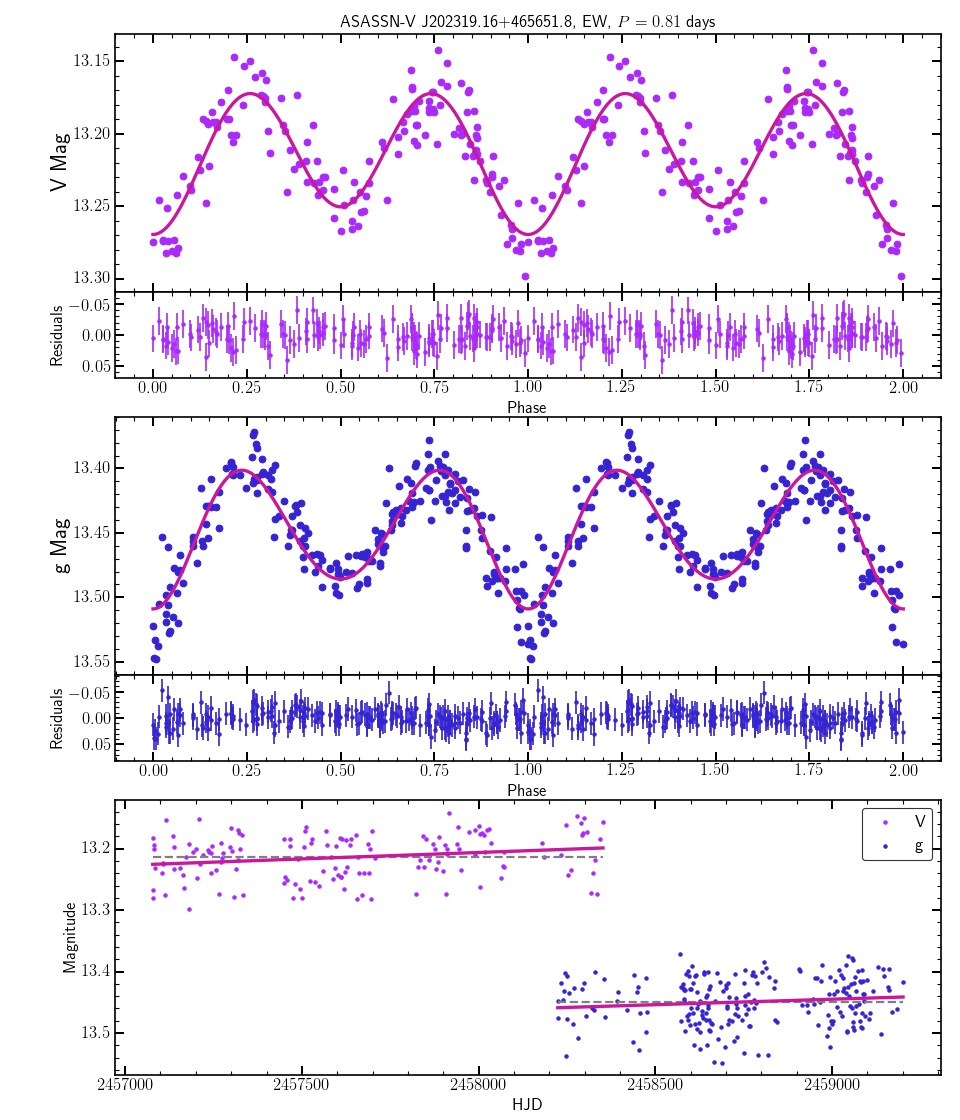 ASASSN-V J202319.16+465651.8, EW, P = 0.81 days
13.15
13.20
13.25
13.30
V Mag
−0.05
0.00
0.05
Residuals
0.00 0.25 0.50 0.75 1.00 1.25 1.50 1.75 2.00
Phase
13.40
13.45
13.50
13.55
g Mag
−0.05
0.00
0.05
Residuals
0.00 0.25 0.50 0.75 1.00 1.25 1.50 1.75 2.00
Phase
V
g
13.2
13.3
13.4
13.5
Magnitude
2457000 2457500 2458000 2458500 2459000
HJD